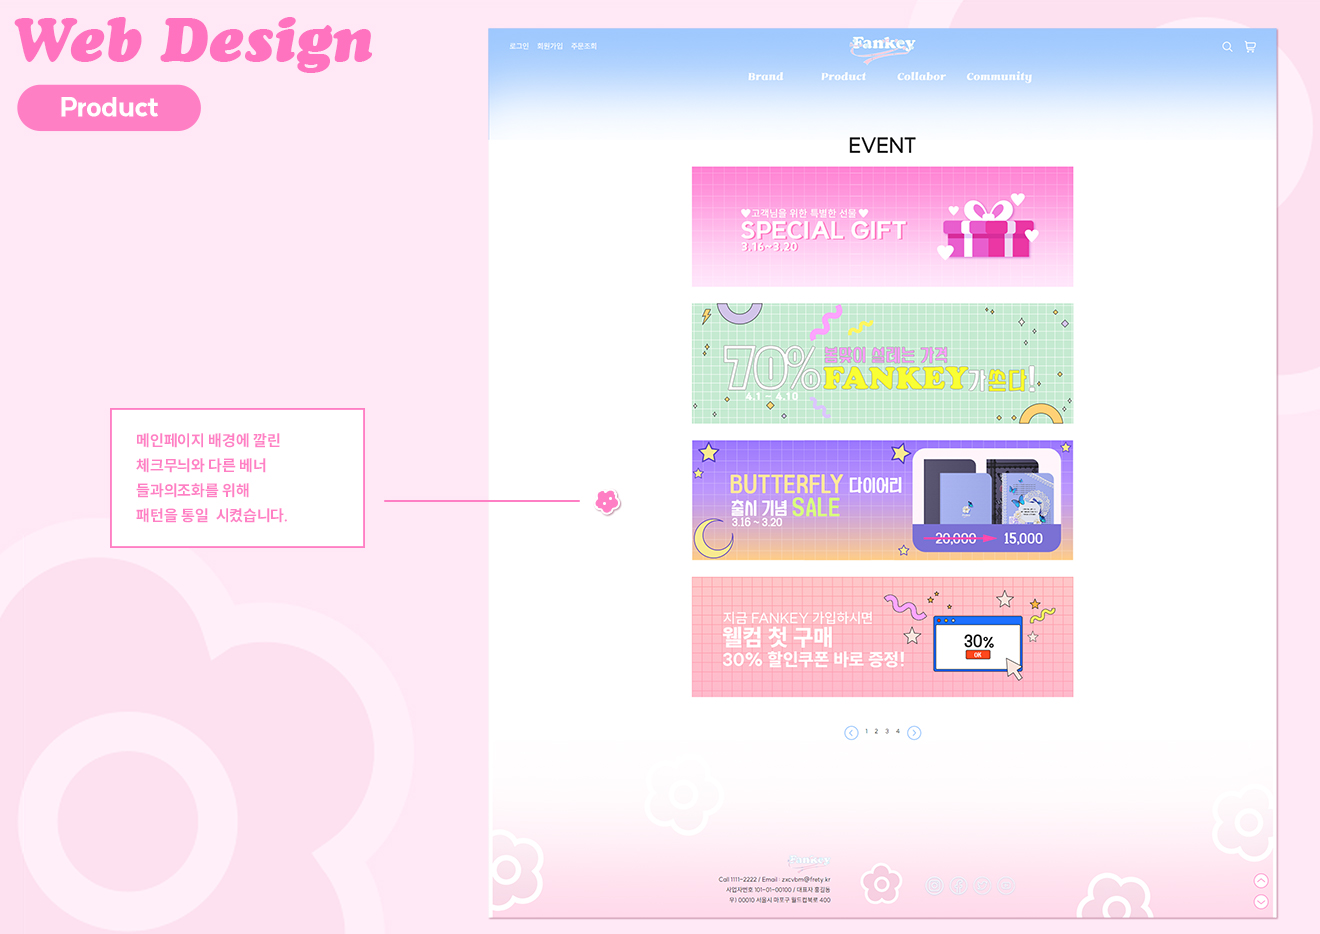 Web Design
Product
메인페이지 배경에 깔린
체크무늬와 다른 베너
들과의조화를 위해
패턴을 통일  시켰습니다.
로그인 회원가입 주문조회
Fankey
Brand Product Collabor Community
EVENT
♥고객님을 위한 특별한 선물♥
SPECIAL GIFT
3.16~3.20
70% 봄맞이 설레는 가격
FANKEY가쏜다!
4.1 ~ 4.10
BUTTERFLY 다이어리
출시 기념 SALE
3.16 ~ 3.20
20,000 15,000
지금 FANKEY 가입하시면
웰컴 첫 구매
30% 할인쿠폰 바로 증정!
30%
OK
1 2 3 4
Fankey
Call 1111-2222 / Email : zxcvbm@frety.kr
사업자번호 101-01-00100 / 대표자 홍길동
우) 00010 서울시 마포구 월드컵북로 400